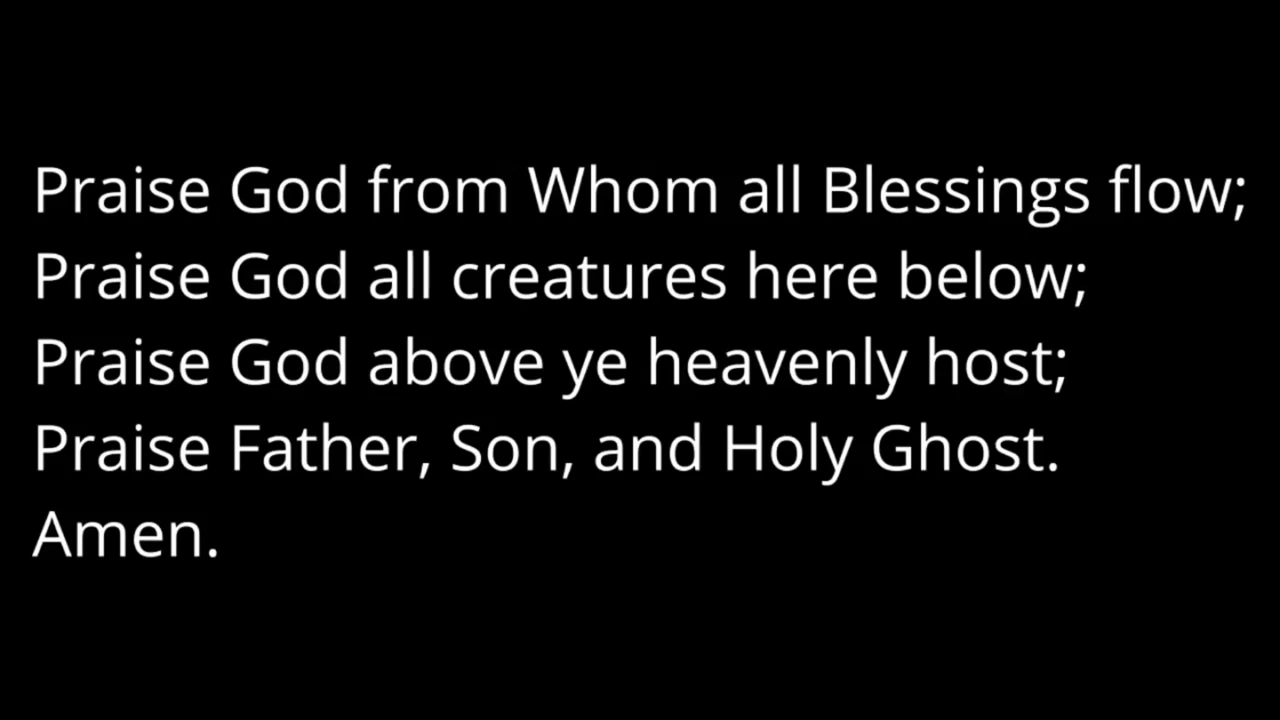 Praise God from Whom all Blessings flow;
Praise God all creatures here below;
Praise God above ye heavenly host;
Praise Father, Son, and Holy Ghost.
Amen.